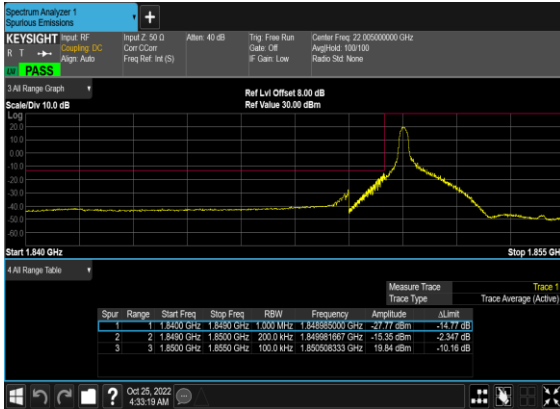 Spectrum Analyzer 1
Spurious Emissions
+
KEYSIGHT Input: RF Input Z: 50 Ω Atten: 40 dB Trig: Free Run Center Freq: 22.005000000 GHz
R T Coupling: DC Corr CCorr Gate: Off Avg|Hold: 100/100
Align: Auto Freq Ref: Int (S) IF Gain: Low Radio Std: None
PASS
3 All Range Graph
Ref Lvl Offset 8.00 dB
Scale/Div 10.0 dB Ref Value 30.00 dBm
Log
20.0
10.0
0.00
-10.0
-20.0
-30.0
-40.0
-50.0
-60.0
Start 1.840 GHz Stop 1.855 GH
4 All Range Table
Measure Trace Trace 1
Trace Type Trace Average (Active)
Spur Range Start Freq Stop Freq RBW Frequency Amplitude ΔLimit
1 1 1.8400 GHz 1.8490 GHz 1.000 MHz 1.848985000 GHz -27.77 dBm -14.77 dB
2 2 1.8490 GHz 1.8500 GHz 200.0 kHz 1.849981667 GHz -15.35 dBm -2.347 dB
3 3 1.8500 GHz 1.8550 GHz 100.0 kHz 1.850508333 GHz 19.84 dBm -10.16 dB
? Oct 25, 2022
4:33:19 AM